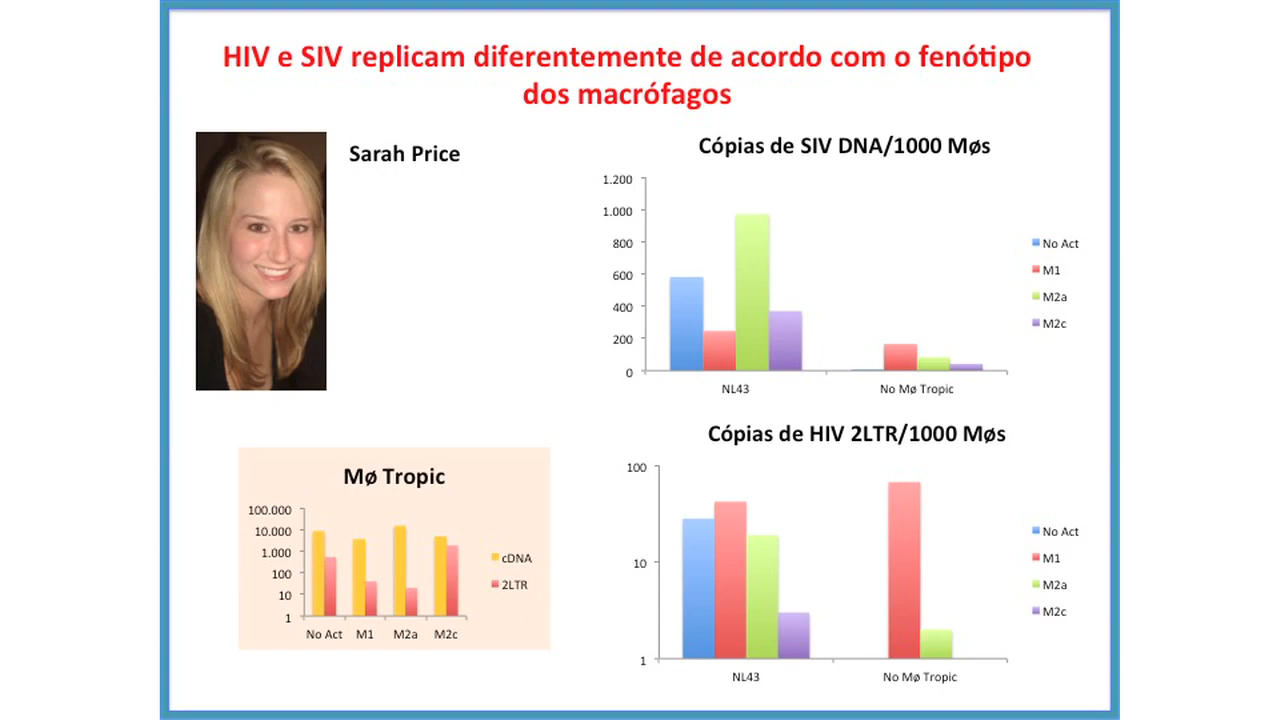 HIV e SIV replicam diferentemente de acordo com o fenótipo
dos macrófagos
Sarah Price
Cópias de SIV DNA/1000 Møs
1.200
1.000
800
600
400
200
0
NL43
No Mø Tropic
No Act
M1
M2a
M2c
Mø Tropic
100.000
10.000
1.000
100
10
1
No Act
M1
M2a
M2c
cDNA
2LTR
Cópias de HIV 2LTR/1000 Møs
100
10
1
NL43
No Mø Tropic
No Act
M1
M2a
M2c